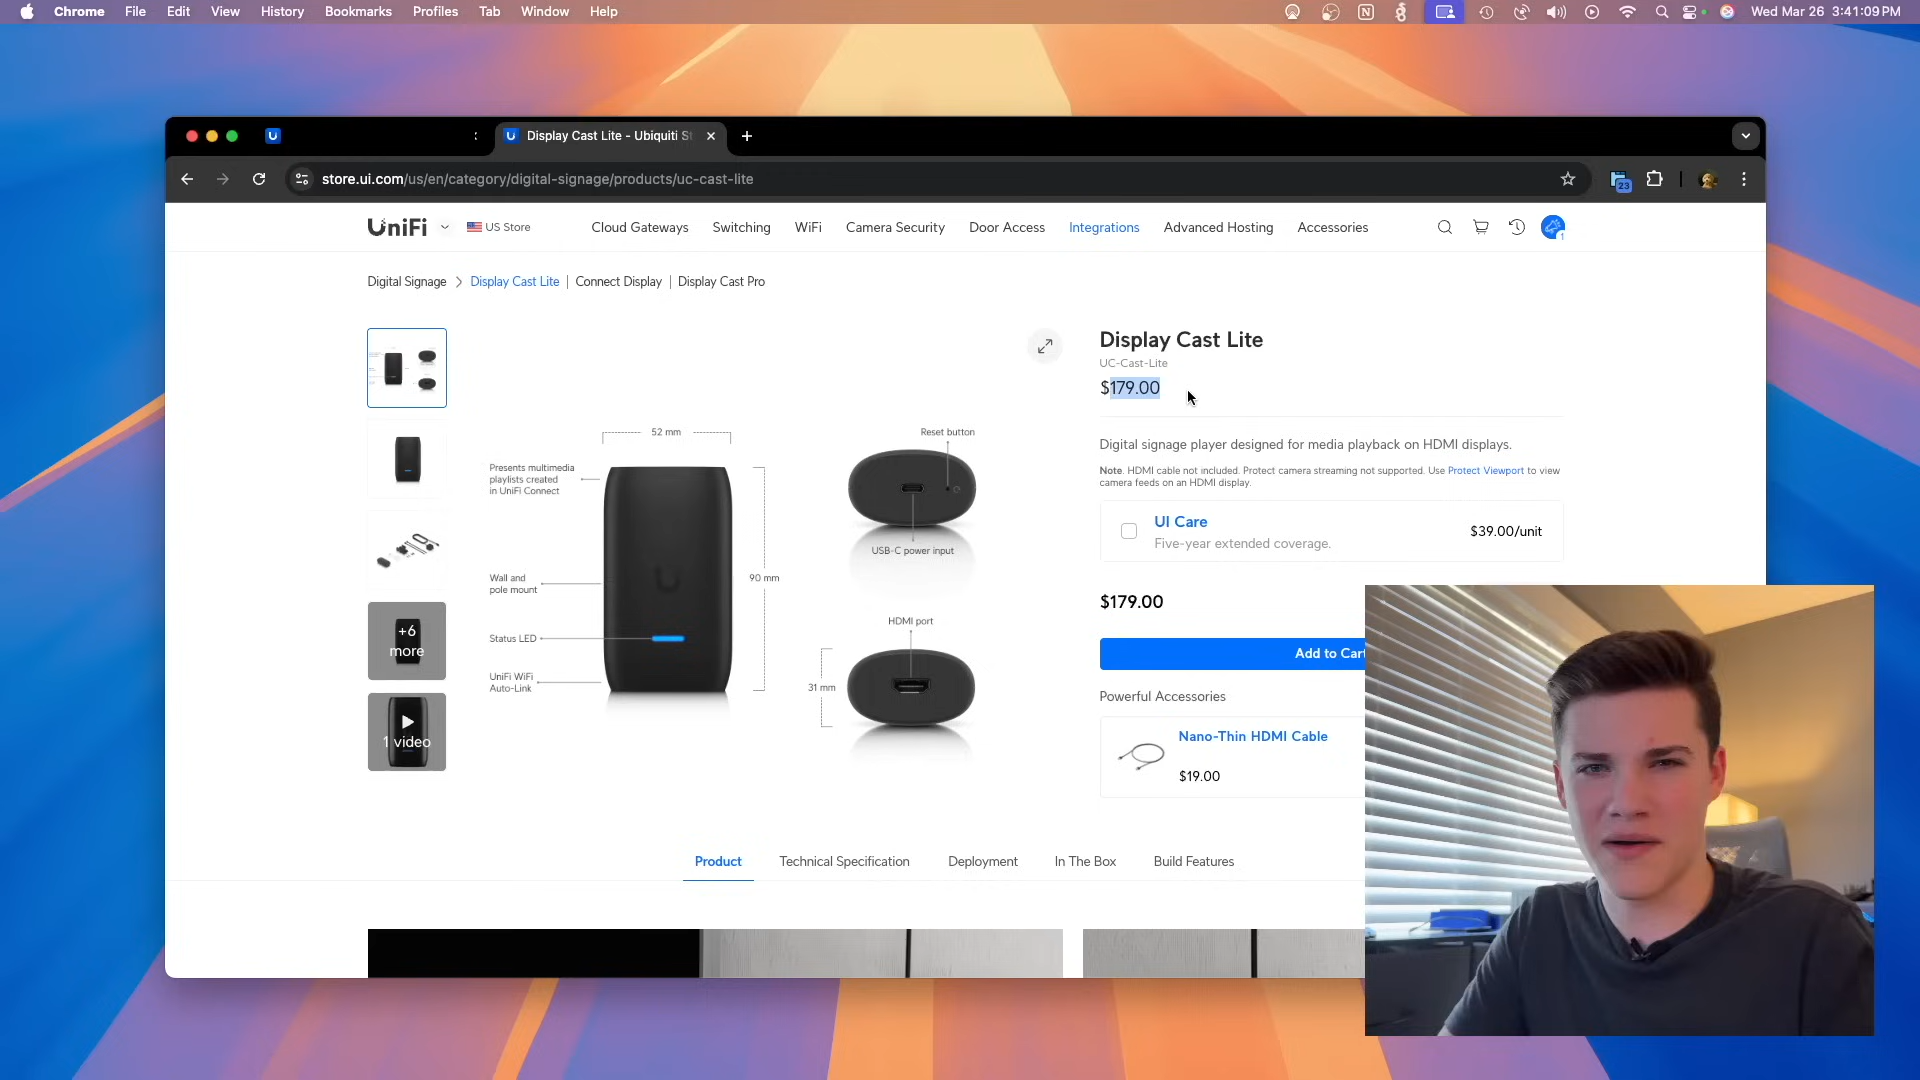 Chrome File Edit View History Bookmarks Profiles Tab Window Help Wed Mar 26 3:41:09 PM
Display Cast Lite - Ubiquiti St
store.ui.com/us/en/category/digital-signage/products/uc-cast-lite
23
UniFi US Store Cloud Gateways Switching WiFi Camera Security Door Access Integrations Advanced Hosting Accessories
1
Digital Signage > Display Cast Lite | Connect Display | Display Cast Pro
+6
more
1 video
52 mm
Presents multimedia
playlists created
in UniFi Connect
Wall and
pole mount
90 mm
Status LED
UniFi WiFi
Auto-Link
Reset button
USB-C power input
HDMI port
31 mm
Display Cast Lite
UC-Cast-Lite
$179.00
Digital signage player designed for media playback on HDMI displays.
Note. HDMI cable not included. Protect camera streaming not supported. Use Protect Viewport to view
camera feeds on an HDMI display.
UI Care
$39.00/unit
Five-year extended coverage.
$179.00
Add to Cart
Powerful Accessories
Nano-Thin HDMI Cable
$19.00
Product Technical Specification Deployment In The Box Build Features